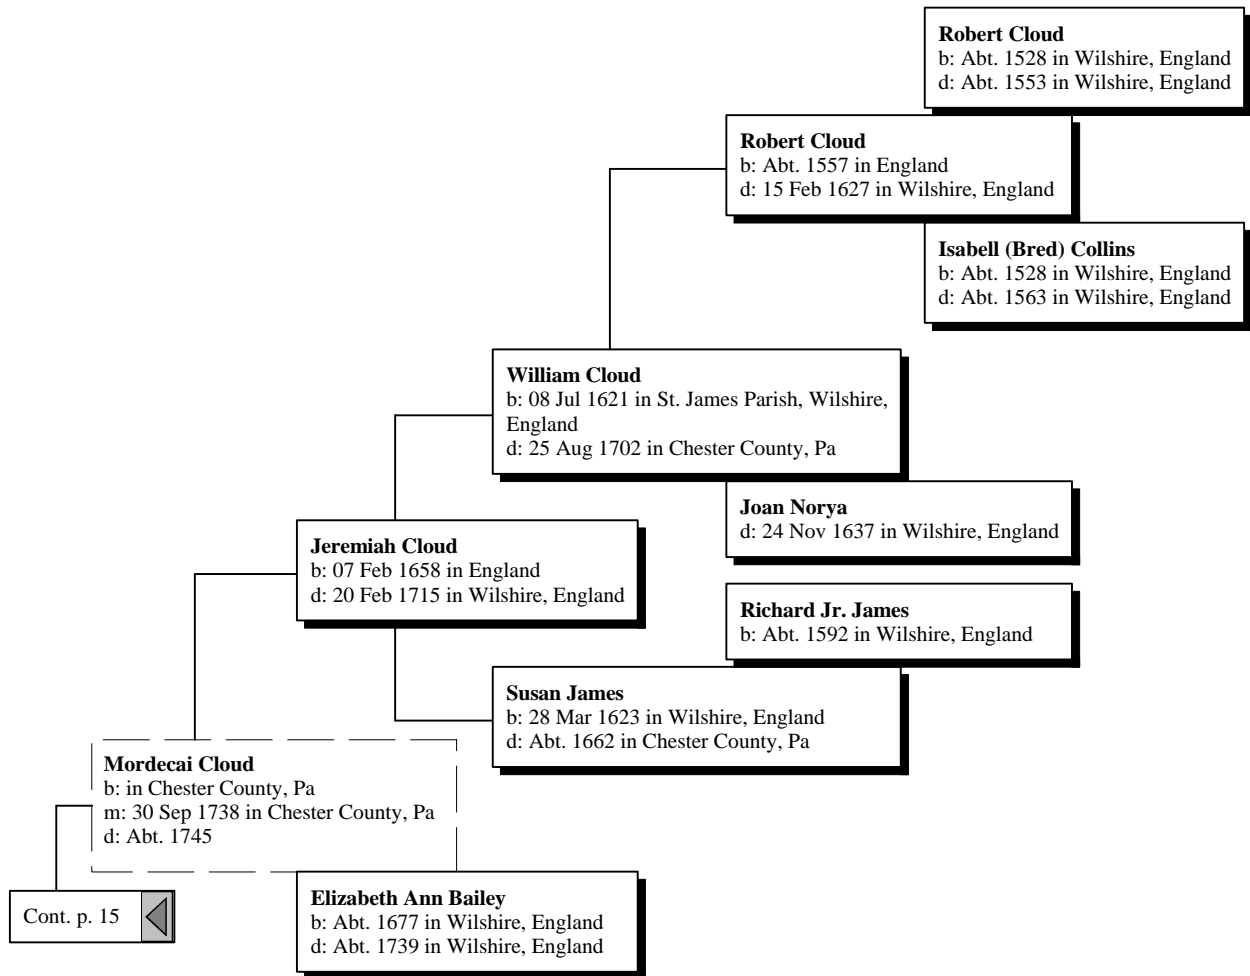 Robert Cloud
b: Abt. 1528 in Wilshire, England
d: Abt. 1553 in Wilshire, England
Robert Cloud
b: Abt. 1557 in England
d: 15 Feb 1627 in Wilshire, England
Isabell (Bred) Collins
b: Abt. 1528 in Wilshire, England
d: Abt. 1563 in Wilshire, England
William Cloud
b: 08 Jul 1621 in St. James Parish, Wilshire,
England
d: 25 Aug 1702 in Chester County, Pa
Joan Norya
d: 24 Nov 1637 in Wilshire, England
Jeremiah Cloud
b: 07 Feb 1658 in England
d: 20 Feb 1715 in Wilshire, England
Richard Jr. James
b: Abt. 1592 in Wilshire, England
Susan James
b: 28 Mar 1623 in Wilshire, England
d: Abt. 1662 in Chester County, Pa
Mordecai Cloud
b: in Chester County, Pa
m: 30 Sep 1738 in Chester County, Pa
d: Abt. 1745
Elizabeth Ann Bailey
b: Abt. 1677 in Wilshire, England
d: Abt. 1739 in Wilshire, England
Cont. p. 15